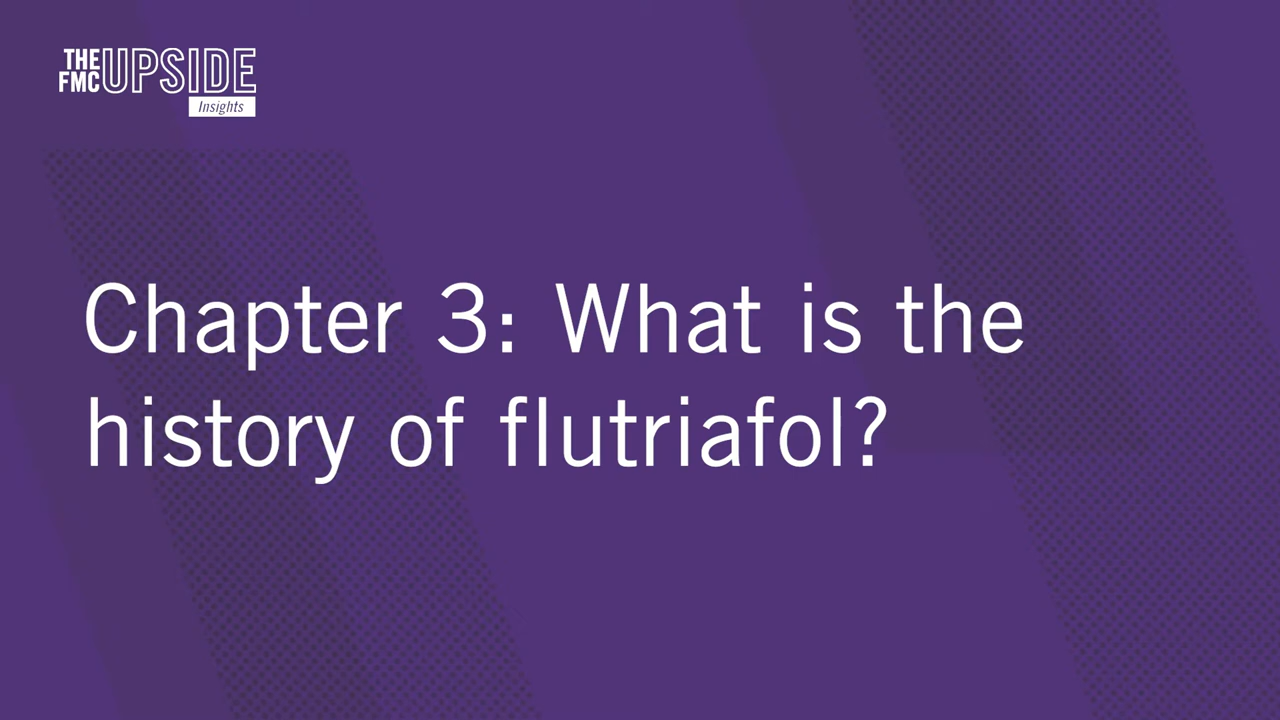 THE
FMC UPSIDE
Insights
Chapter 3: What is the
history of flutriafol?